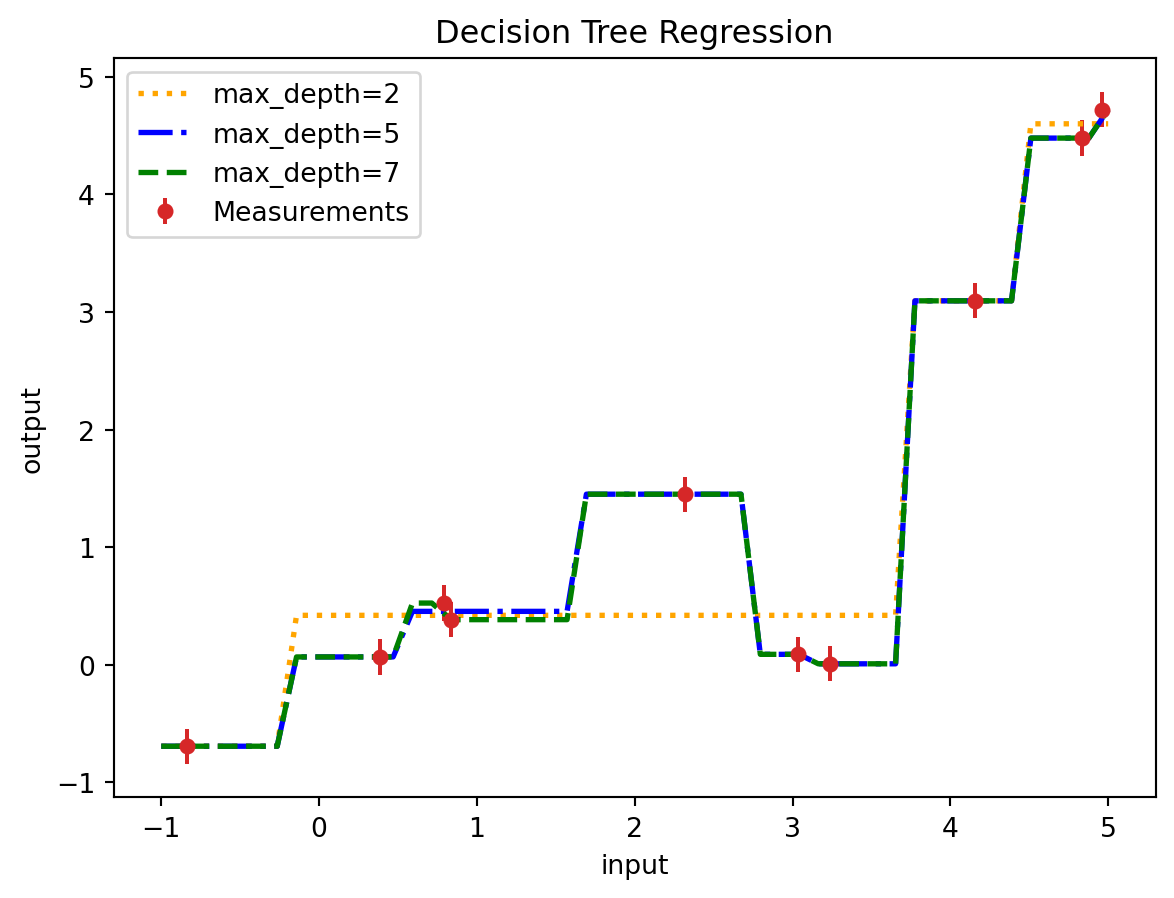 Decision Tree Regression
max_depth=2
max_depth=5
max_depth=7
Measurements
5
4
3
2
1
0
−1
output
−1 0 1 2 3 4 5
input